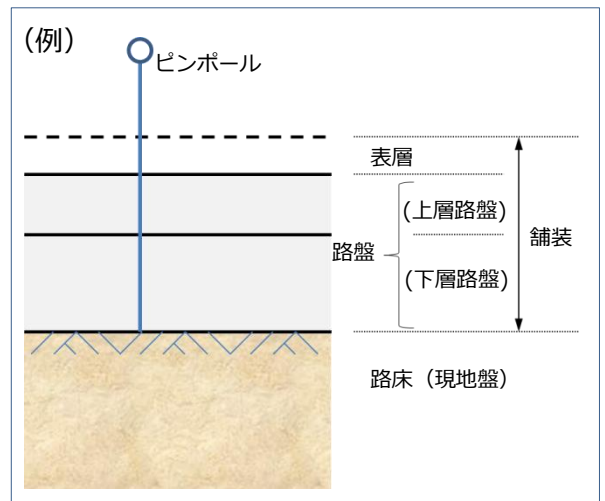 (例)
ピンポール
表層
(上層路盤)
路盤
舗装
(下層路盤)
路床（現地盤）